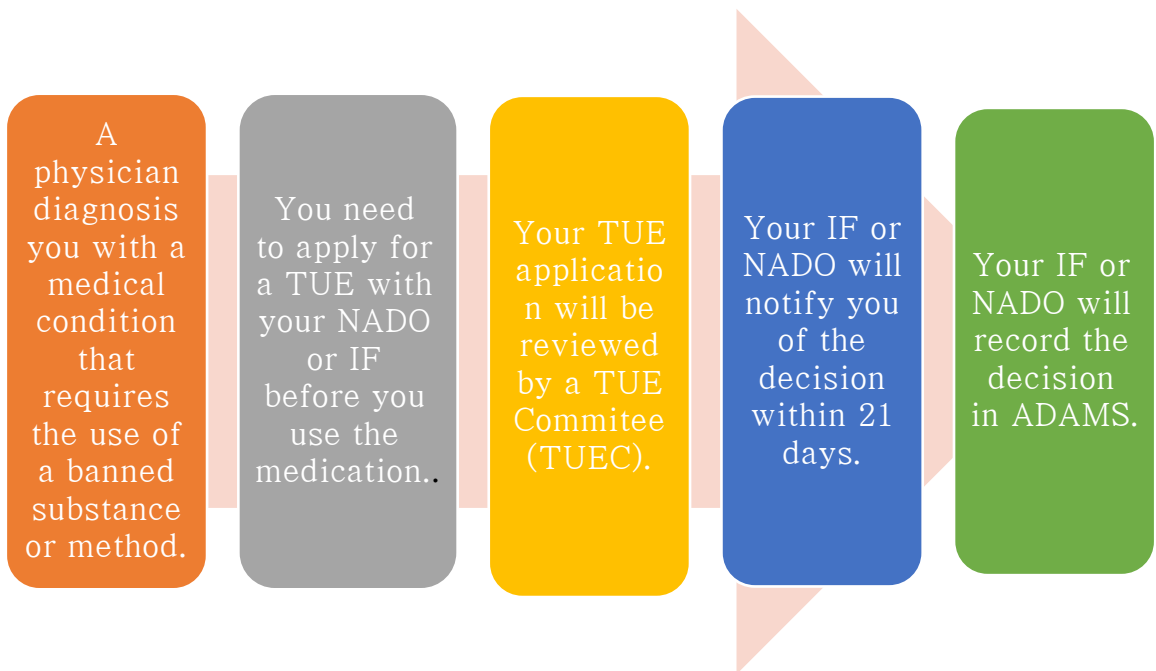 A
physician
diagnosis
you with a
medical
condition
that
requires
the use of
a banned
substance
or method.
You need
to apply for
a TUE with
your NADO
or IF
before you
use the
medication..
Your TUE
applicatio
n will be
reviewed
by a TUE
Commitee
(TUEC).
Your IF or
NADO will
notify you
of the
decision
within 21
days.
Your IF or
NADO will
record the
decision
in ADAMS.